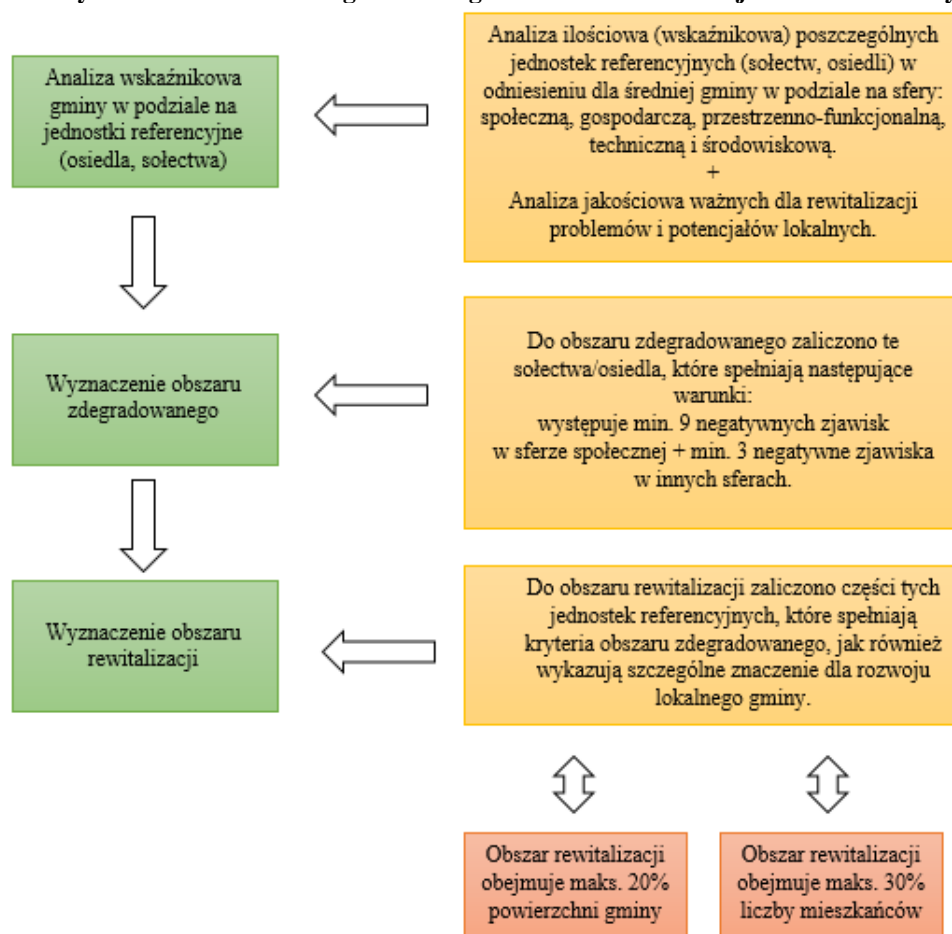 Analiza wskaźnikowa
gminy w podziale na
jednostki referencyjne
(osiedla, sołectwa)
Analiza ilościowa (wskaźnikowa) poszczególnych
jednostek referencyjnych (sołectw, osiedli) w
odniesieniu dla średniej gminy w podziale na sfery:
społeczną, gospodarczą, przestrzenno-funkcjonalną,
techniczną i środowiskową.
+
Analiza jakościowa ważnych dla rewitalizacji
problemów i potencjałów lokalnych.
Wyznaczenie obszaru
zdegradowanego
Do obszaru zdegradowanego zaliczono te
sołectwa/osiedla, które spełniają następujące
warunki:
występuje min. 9 negatywnych zjawisk
w sferze społecznej + min. 3 negatywne zjawiska
w innych sferach.
Wyznaczenie obszaru
rewitalizacji
Do obszaru rewitalizacji zaliczono części tych
jednostek referencyjnych, które spełniają
kryteria obszaru zdegradowanego, jak również
wykazują szczególne znaczenie dla rozwoju
lokalnego gminy.
Obszar rewitalizacji
obejmuje maks. 20%
powierzchni gminy
Obszar rewitalizacji
obejmuje maks. 30%
liczby mieszkańców